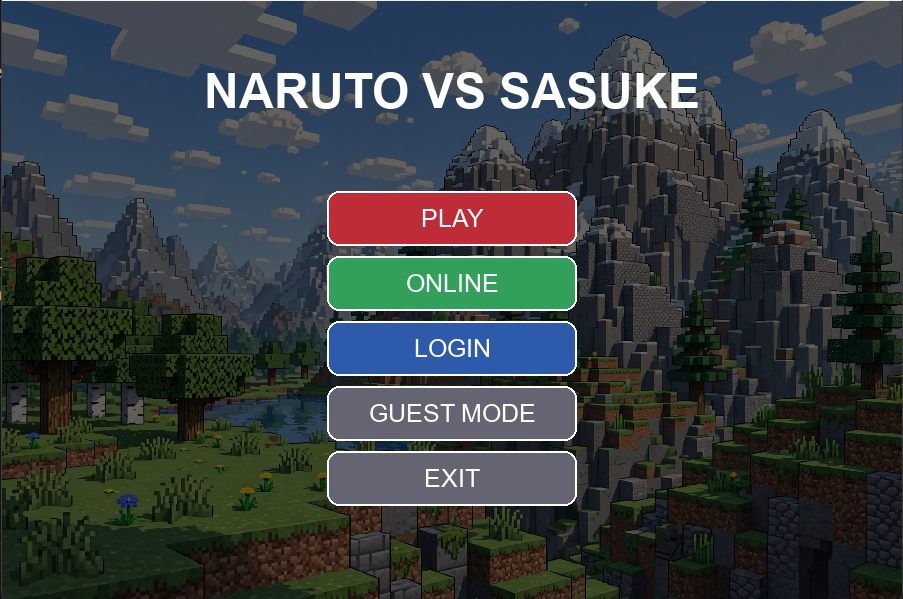 NARUTO VS SASUKE
PLAY
ONLINE
LOGIN
GUEST MODE
EXIT